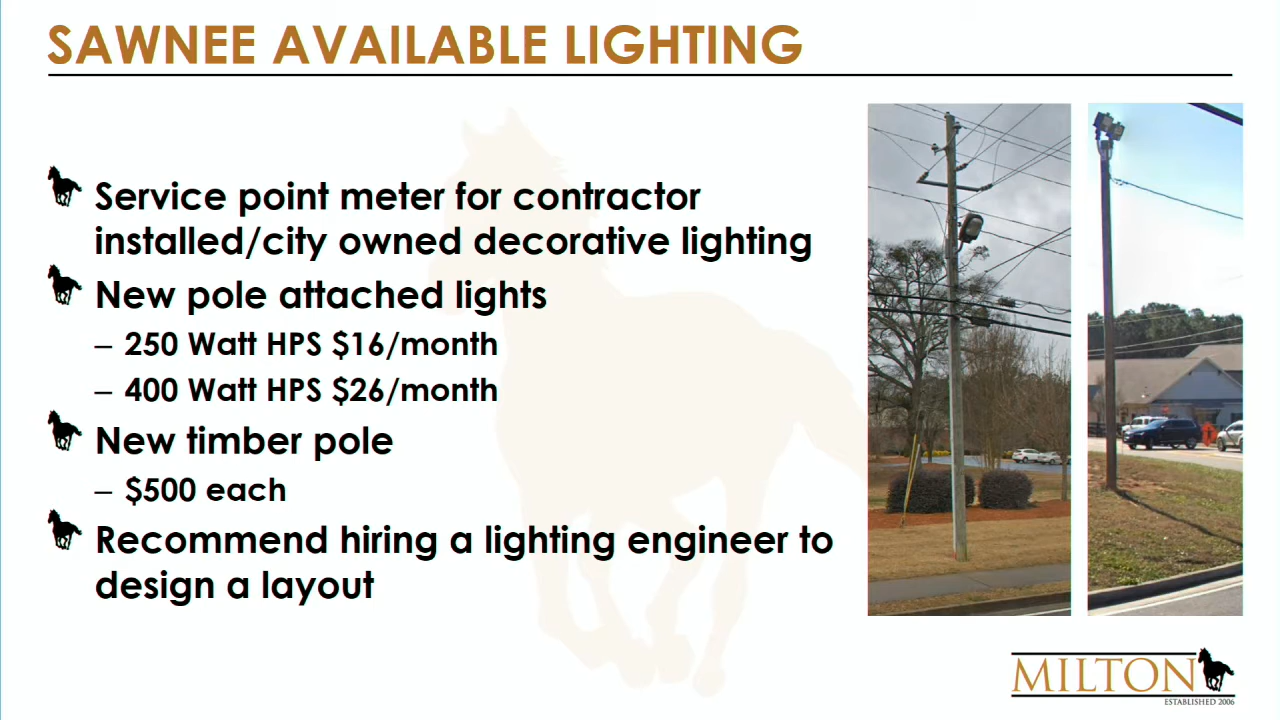 SAWNEE AVAILABLE LIGHTING
Service point meter for contractor
installed/city owned decorative lighting
New pole attached lights
– 250 Watt HPS $16/month
– 400 Watt HPS $26/month
New timber pole
– $500 each
Recommend hiring a lighting engineer to
design a layout
MILTON
ESTABLISHED 2006